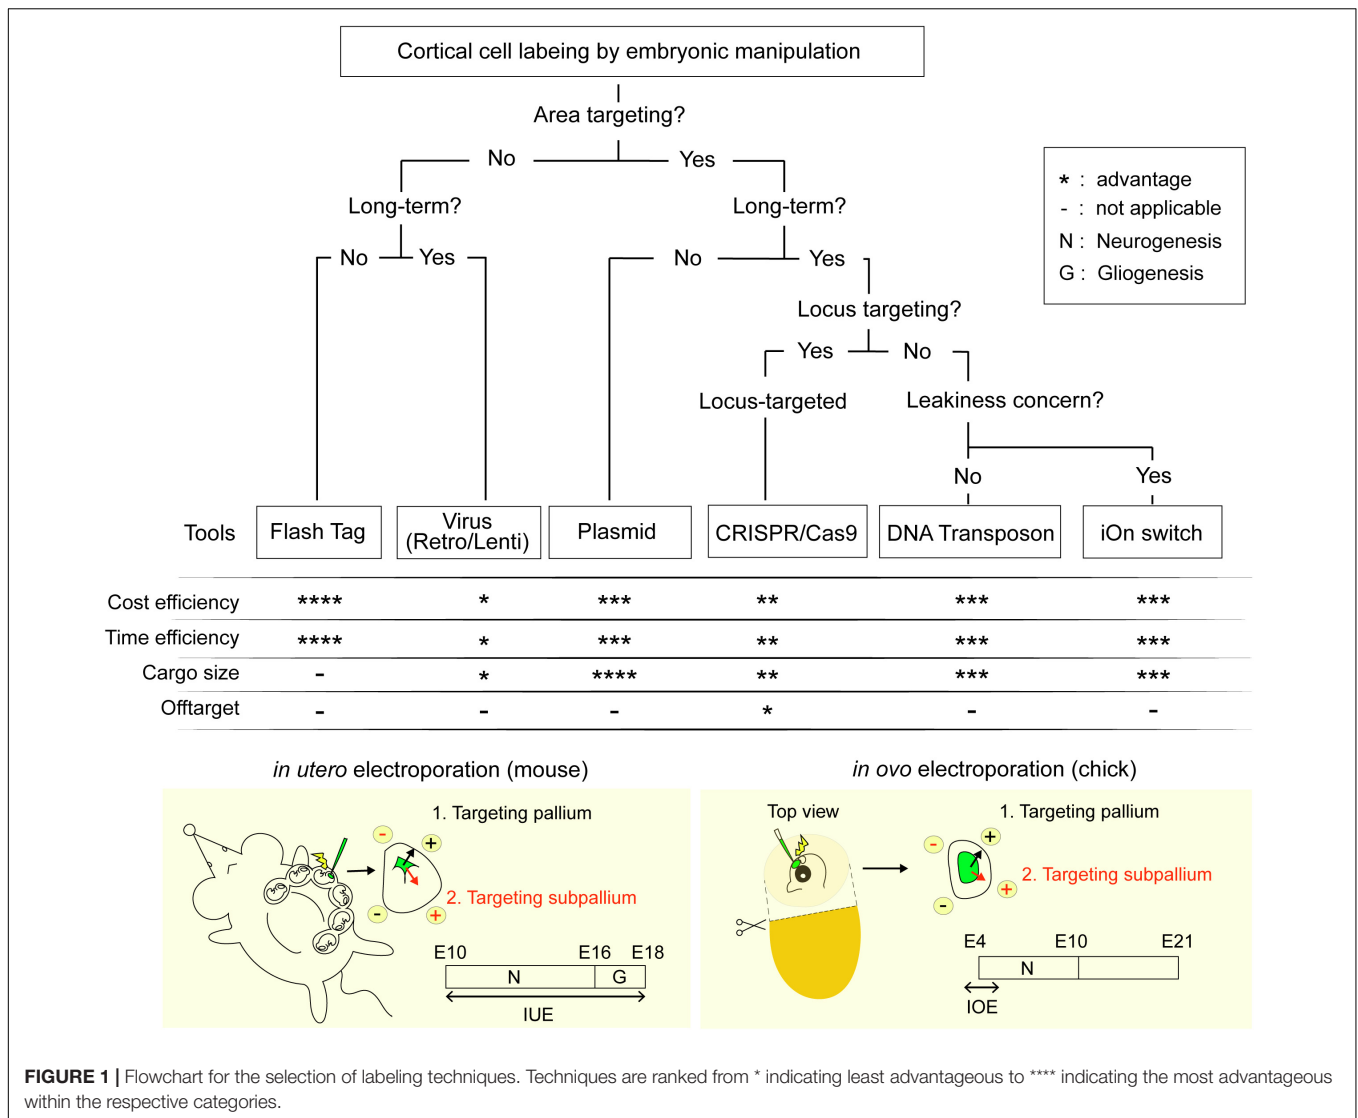 Cortical cell labeing by embryonic manipulation
Area targeting?
No Yes
* : advantage
- : not applicable
N : Neurogenesis
G : Gliogenesis
Long-term? Long-term?
No Yes No Yes
Locus targeting?
Yes No
Locus-targeted Leakiness concern?
No Yes
Tools Flash Tag Virus (Retro/Lenti) Plasmid CRISPR/Cas9 DNA Transposon iOn switch
Cost efficiency **** * *** ** *** ***
Time efficiency **** * *** ** *** ***
Cargo size - * **** ** *** ***
Offtarget - - - * - -
in utero electroporation (mouse)
1. Targeting pallium
- +
2. Targeting subpallium
- +
E10 E16 E18
N G
IUE
in ovo electroporation (chick)
Top view
1. Targeting pallium
- +
2. Targeting subpallium
- +
E4 E10 E21
N
IOE
FIGURE 1 | Flowchart for the selection of labeling techniques. Techniques are ranked from * indicating least advantageous to **** indicating the most advantageous
within the respective categories.